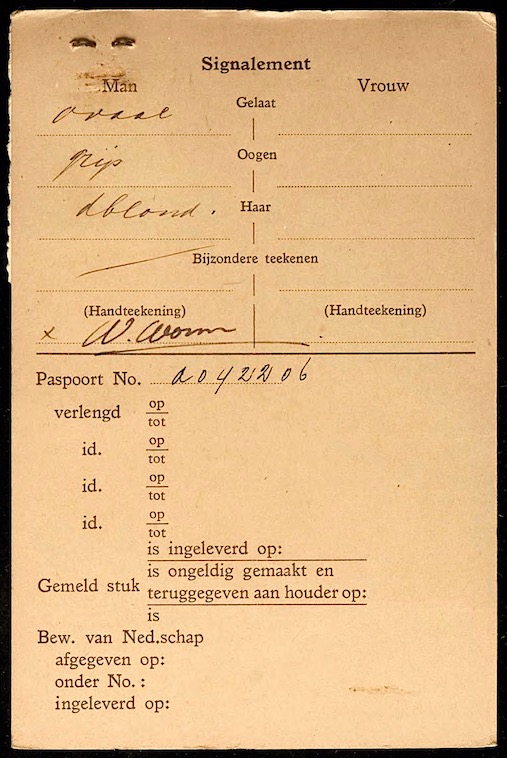 Signalement
Man Vrouw
Gelaat
ovaal
Oogen
grijs
Haar
dblond.
Bijzondere teekenen
(Handteekening) (Handteekening)
x
Paspoort No. a042206
verlengd op
tot
id. op
tot
id. op
tot
id. op
tot
is ingeleverd op:
Gemeld stuk is ongeldig gemaakt en
teruggegeven aan houder op:
is
Bew. van Ned.schap
afgegeven op:
onder No. :
ingeleverd op: